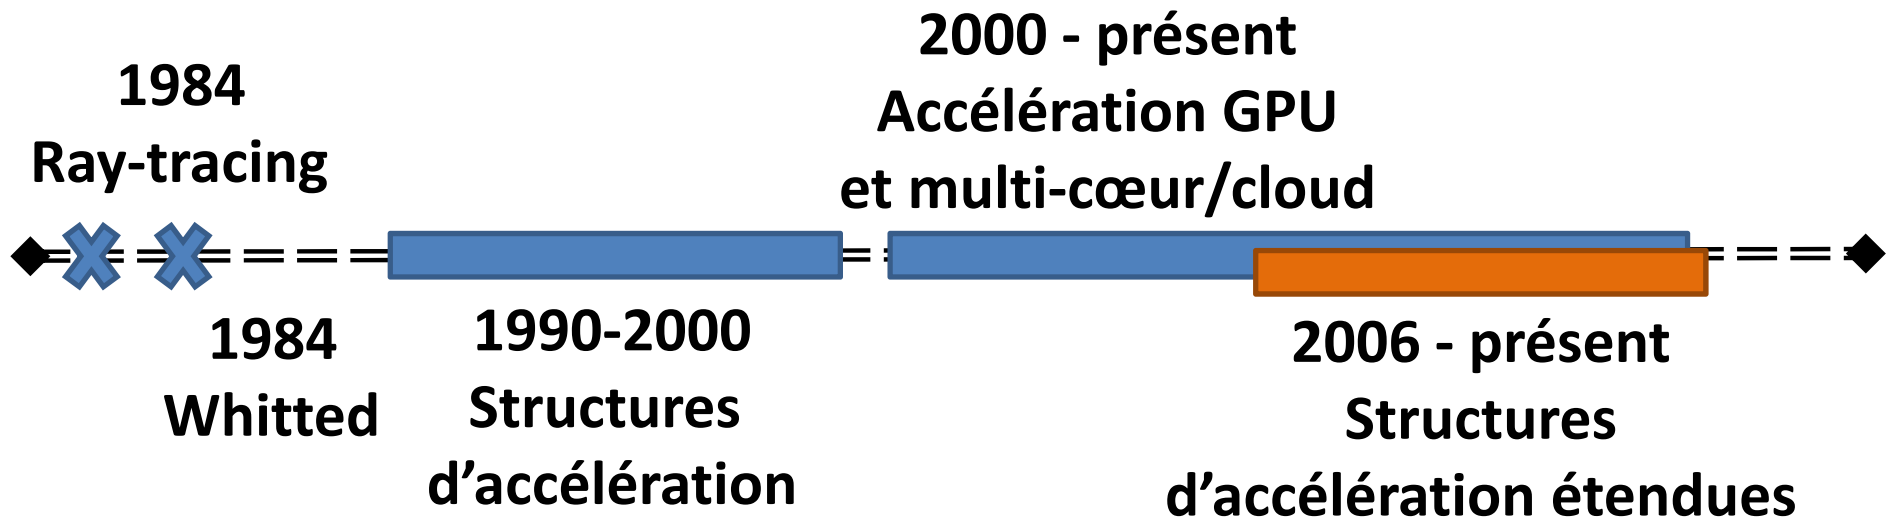 1984
Ray-tracing
1984
Whitted
1990-2000
Structures
d’accélération
2000 - présent
Accélération GPU
et multi-cœur/cloud
2006 - présent
Structures
d’accélération étendues